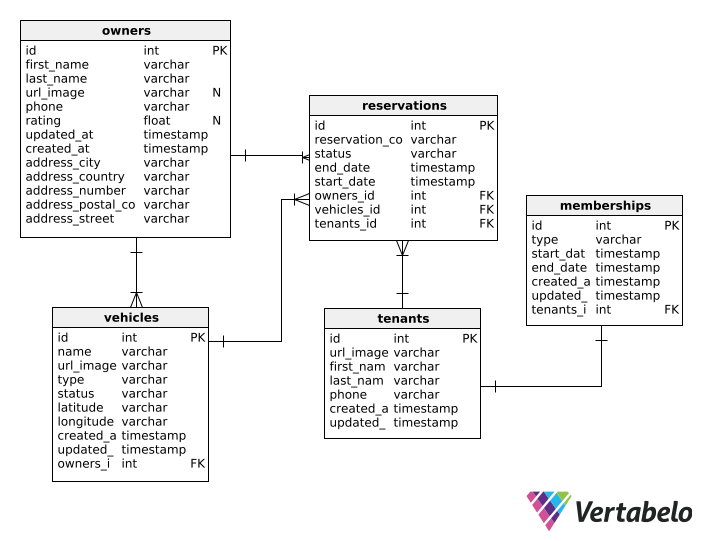 owners
id int PK
first_name varchar
last_name varchar
url_image varchar N
phone varchar
rating float N
updated_at timestamp
created_at timestamp
address_city varchar
address_country varchar
address_number varchar
address_postal_co varchar
address_street varchar
reservations
id int PK
reservation_co varchar
status varchar
end_date timestamp
start_date timestamp
owners_id int FK
vehicles_id int FK
tenants_id int FK
memberships
id int PK
type varchar
start_dat timestamp
end_date timestamp
created_a timestamp
updated_ timestamp
tenants_i int FK
vehicles
id int PK
name varchar
url_image varchar
type varchar
status varchar
latitude varchar
longitude varchar
created_a timestamp
updated_ timestamp
owners_i int FK
tenants
id int PK
url_image varchar
first_nam varchar
last_nam varchar
phone varchar
created_a timestamp
updated_ timestamp
Vertabelo